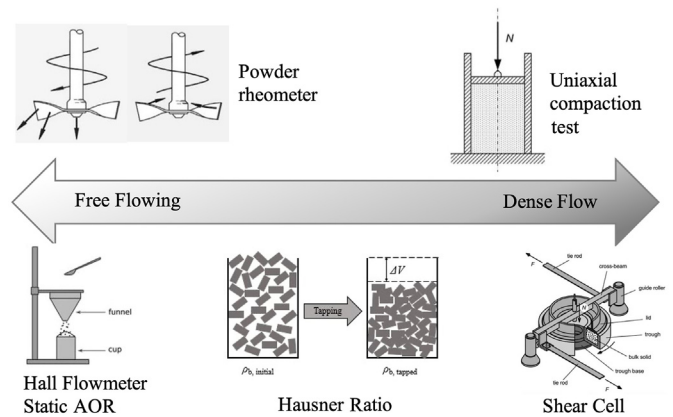 N
Powder
rheometer
Uniaxial
compaction
test
Free Flowing
Dense Flow
tie rod
F
cross-beam
guide roller
funnel
ΔV
N
lid
Tapping
trough
cup
bulk solid
trough base
ρb, initial
ρb, tapped
tie rod
F
Hall Flowmeter
Static AOR
Hausner Ratio
Shear Cell